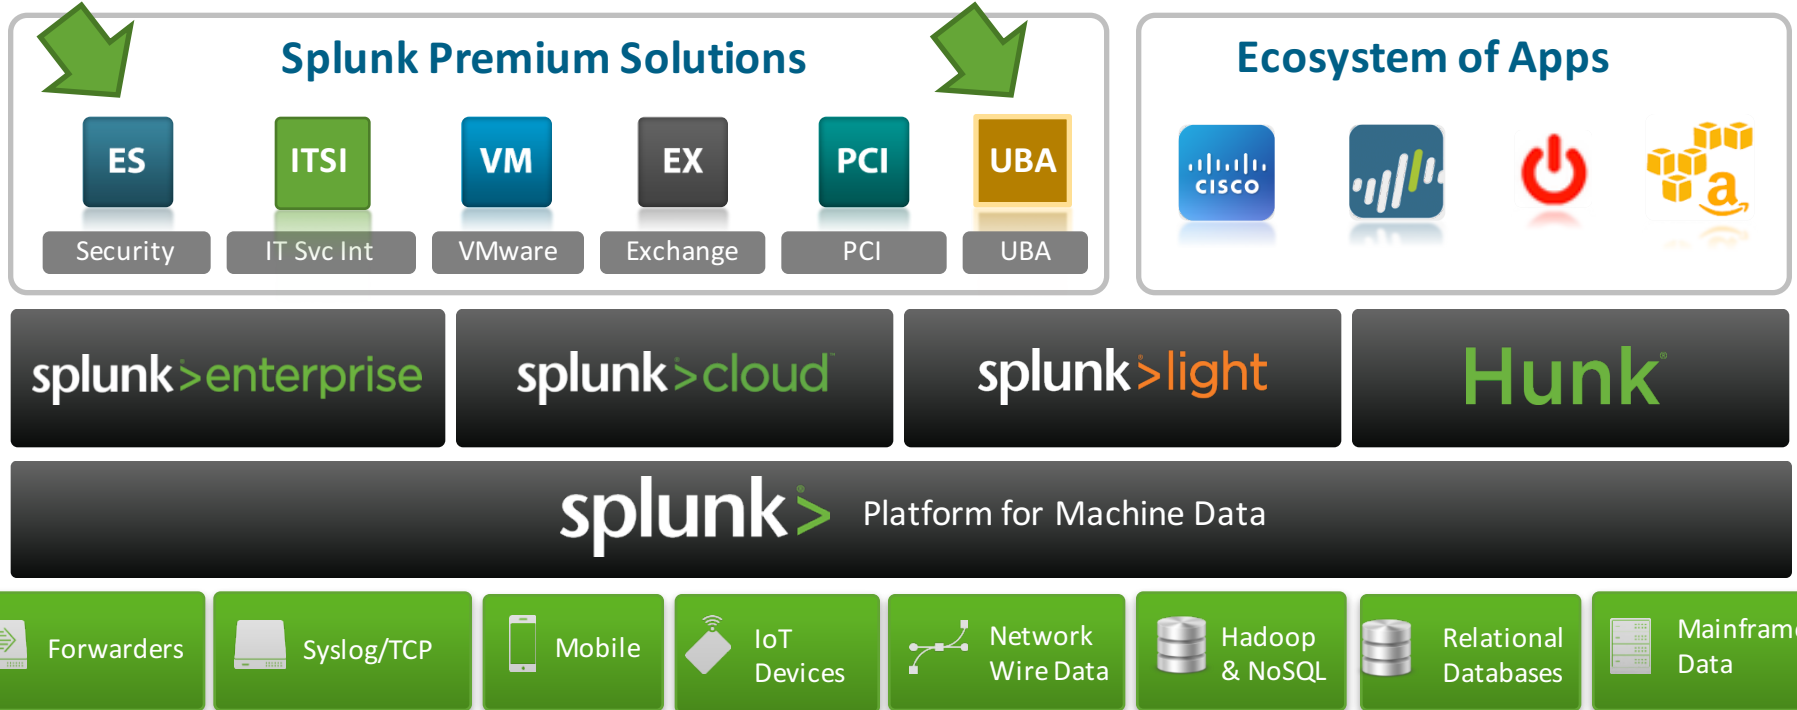 Splunk Premium Solutions
Ecosystem of Apps
ES
ITSI
VM
EX
PCI
UBA
CISCO
a
Security
IT Svc Int
VMware
Exchange
PCI
UBA
splunk>enterprise
splunk>cloud™
splunk>light
Hunk®
splunk®> Platform for Machine Data
Forwarders
Syslog/TCP
Mobile
IoT
Devices
Network
Wire Data
Hadoop
& NoSQL
Relational
Databases
Mainframe
Data